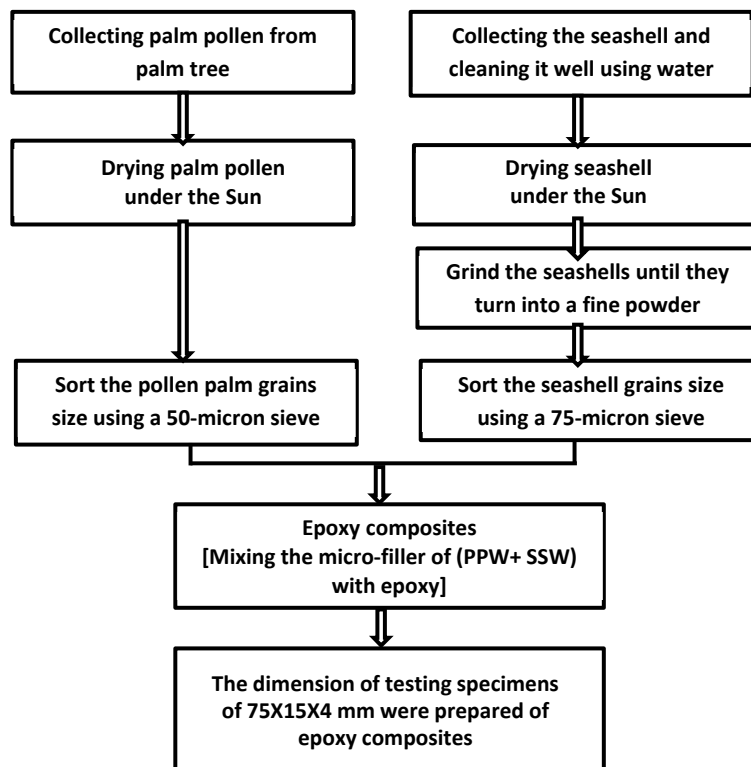 Collecting palm pollen from
palm tree
Collecting the seashell and
cleaning it well using water
Drying palm pollen
under the Sun
Drying seashell
under the Sun
Grind the seashells until they
turn into a fine powder
Sort the pollen palm grains
size using a 50-micron sieve
Sort the seashell grains size
using a 75-micron sieve
Epoxy composites
[Mixing the micro-filler of (PPW+ SSW)
with epoxy]
The dimension of testing specimens
of 75X15X4 mm were prepared of
epoxy composites